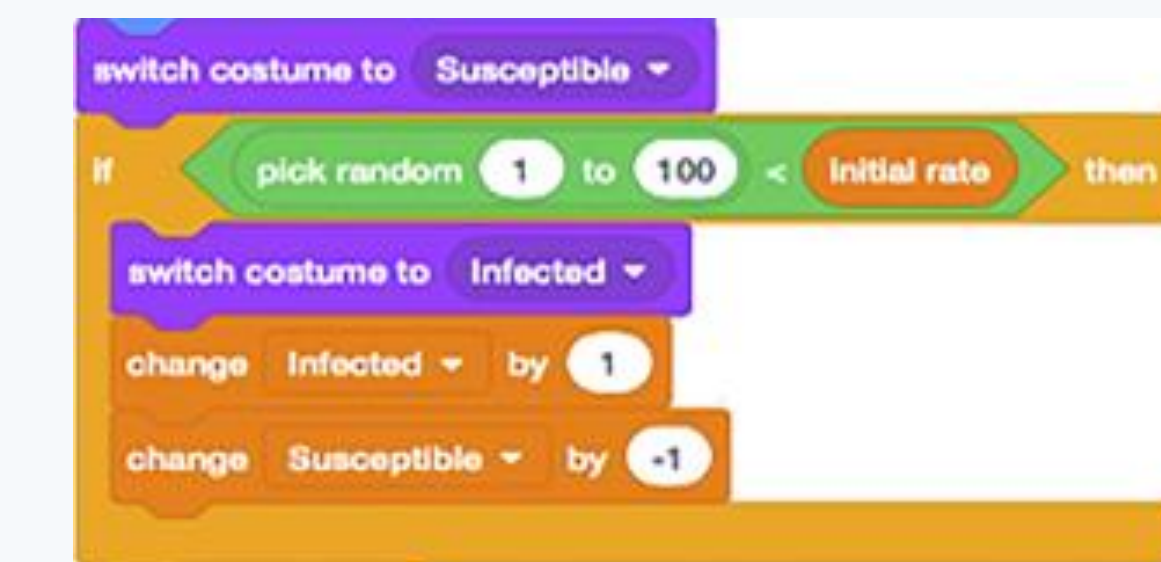 switch costume to Susceptible
if pick random 1 to 100 < Initial rate then
switch costume to Infected
change Infected by 1
change Susceptible by -1